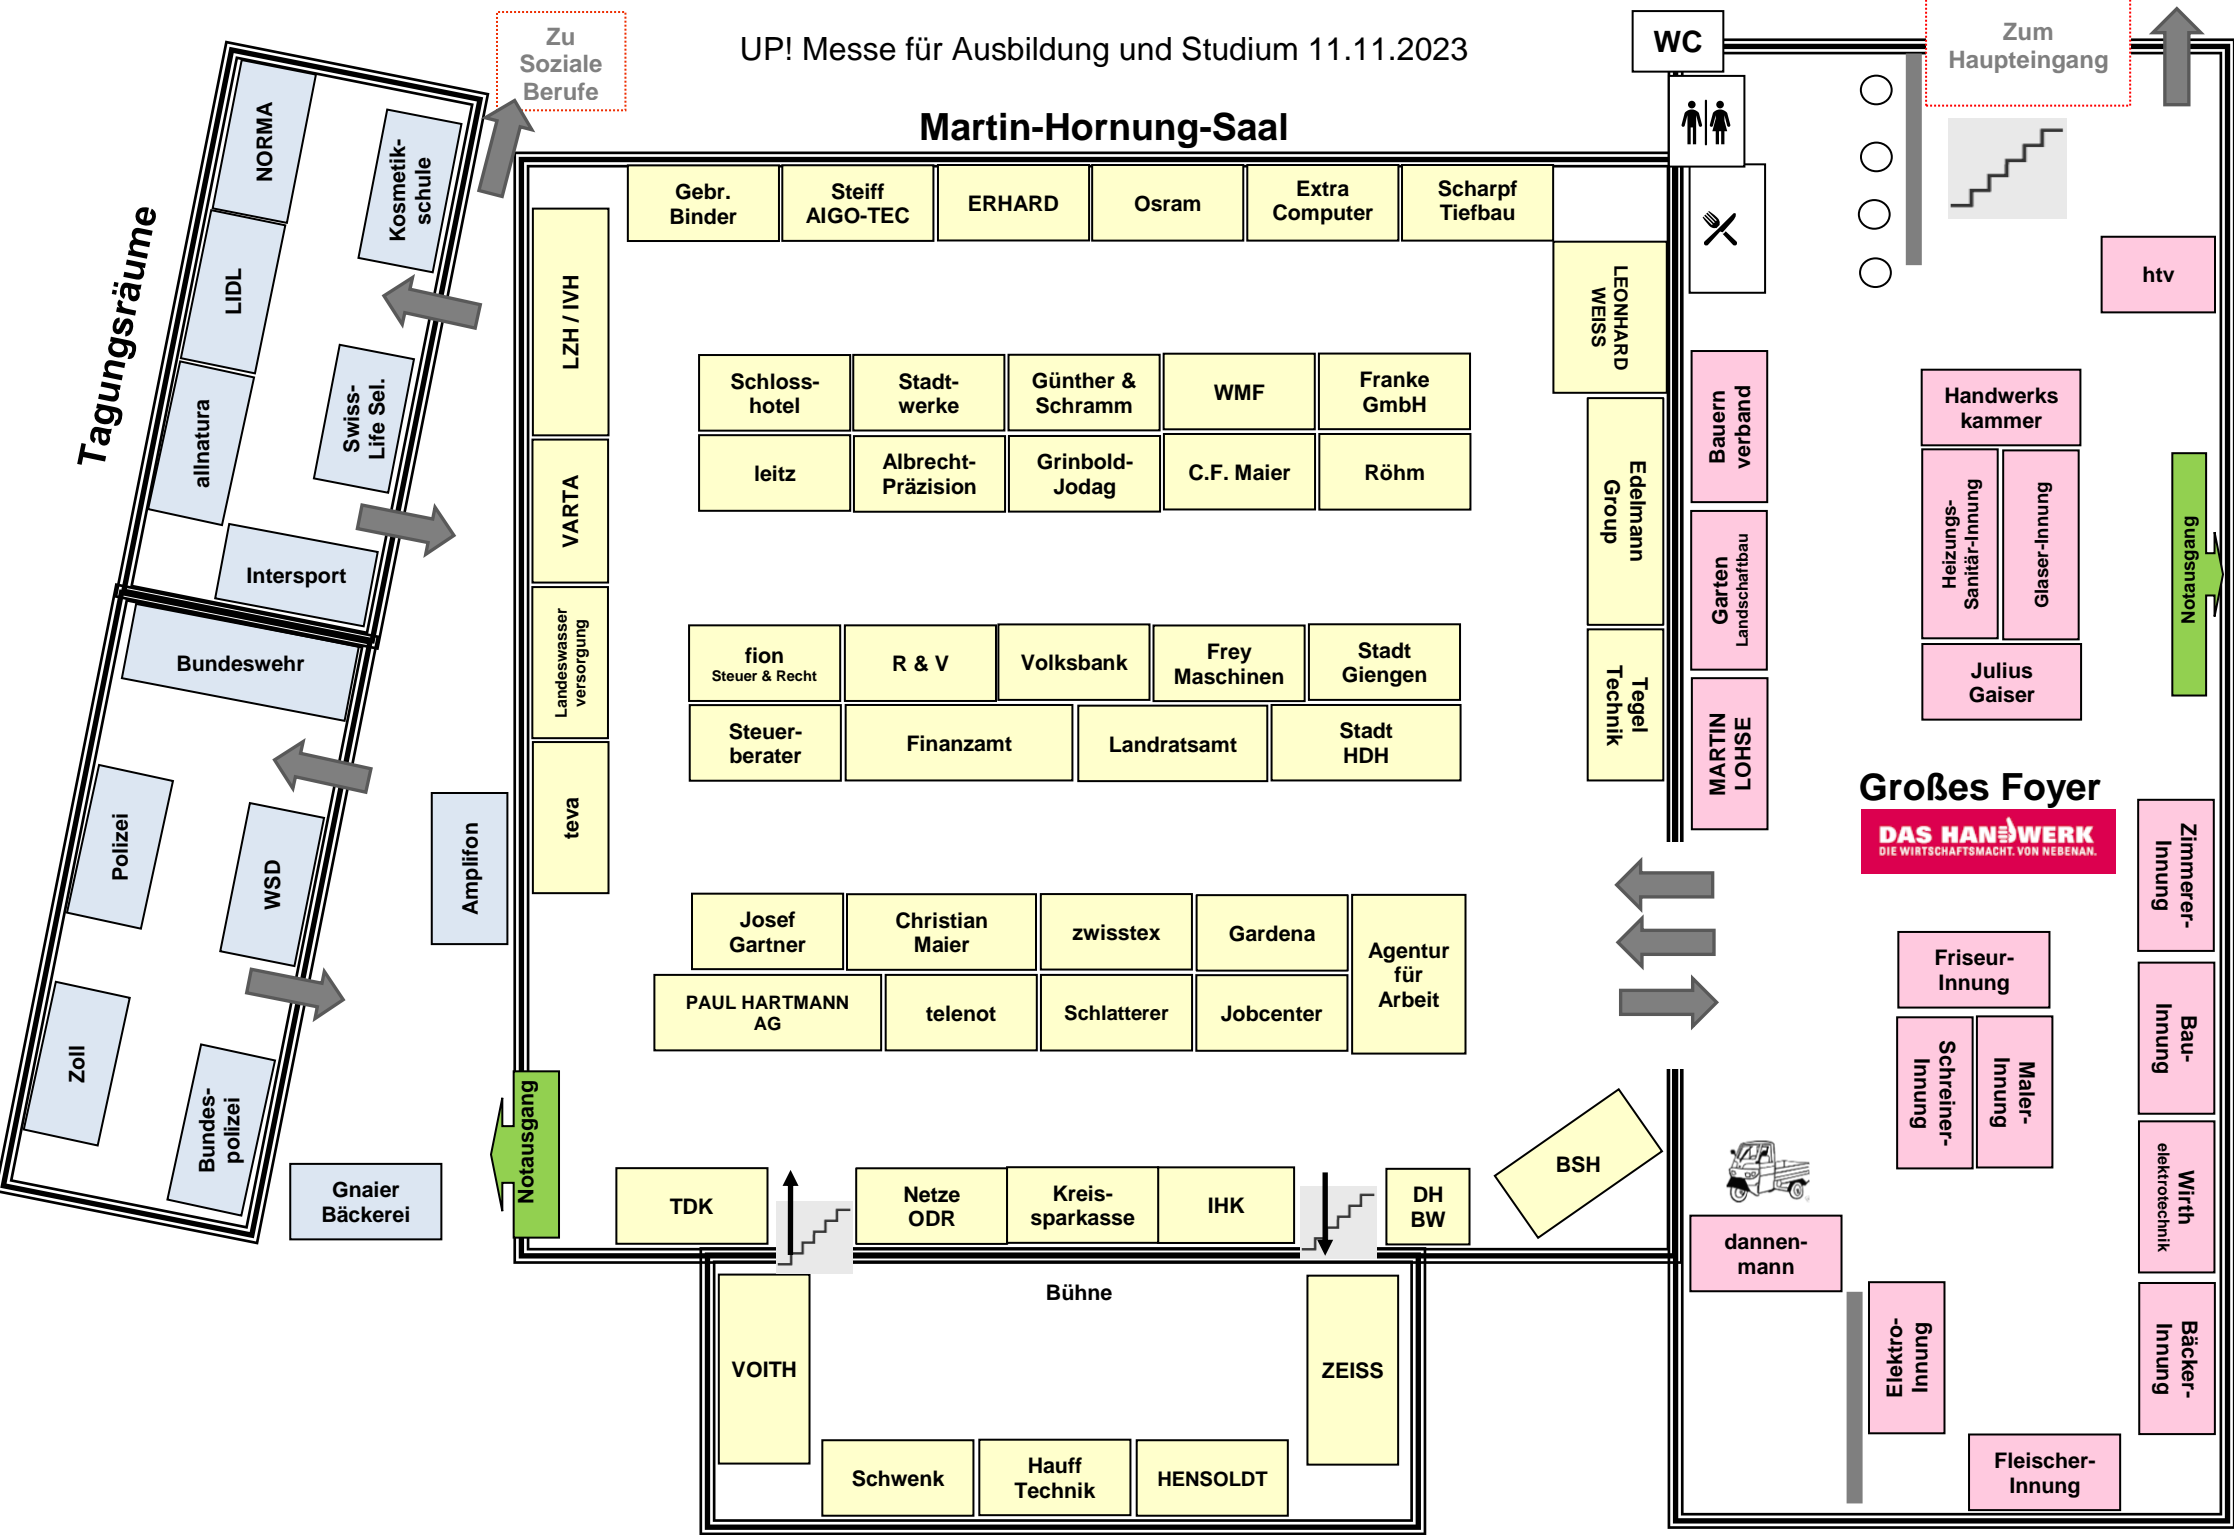 Zu
Soziale
Berufe
UP! Messe für Ausbildung und Studium 11.11.2023
WC
Zum
Haupteingang
Martin-Hornung-Saal
Tagungsräume
NORMA
Kosmetik-
schule
LIDL
allnatura
Swiss-
Life Sel.
Intersport
Bundeswehr
Polizei
WSD
Amplifon
Zoll
Bundes-
polizei
Gnaier
Bäckerei
Gebr.
Binder
Steiff
AIGO-TEC
ERHARD
Osram
Extra
Computer
Scharpf
Tiefbau
LEONHARD
WEISS
LZH / IVH
VARTA
Landeswasser
versorgung
teva
Schloss-
hotel
Stadt-
werke
Günther &
Schramm
WMF
Franke
GmbH
leitz
Albrecht-
Präzision
Grinbold-
Jodag
C.F. Maier
Röhm
Edelmann
Group
Tegel
Technik
fion
Steuer & Recht
R & V
Volksbank
Frey
Maschinen
Stadt
Giengen
Steuer-
berater
Finanzamt
Landratsamt
Stadt
HDH
Josef
Gartner
Christian
Maier
zwisstex
Gardena
Agentur
für
Arbeit
PAUL HARTMANN
AG
telenot
Schlatterer
Jobcenter
Notausgang
TDK
Netze
ODR
Kreis-
sparkasse
IHK
DH
BW
BSH
Bühne
VOITH
ZEISS
Schwenk
Hauff
Technik
HENSOLDT
htv
Bauern
verband
Garten
Landschaftbau
MARTIN
LOHSE
Handwerks
kammer
Heizungs-
Sanitär-Innung
Glaser-Innung
Julius
Gaiser
Notausgang
Großes Foyer
DAS HANDWERK
DIE WIRTSCHAFTSMACHT. VON NEBENAN.
Zimmerer-
Innung
Friseur-
Innung
Schreiner-
Innung
Maler-
Innung
Bau-
Innung
Wirth
elektrotechnik
dannen-
mann
Elektro-
Innung
Bäcker-
Innung
Fleischer-
Innung